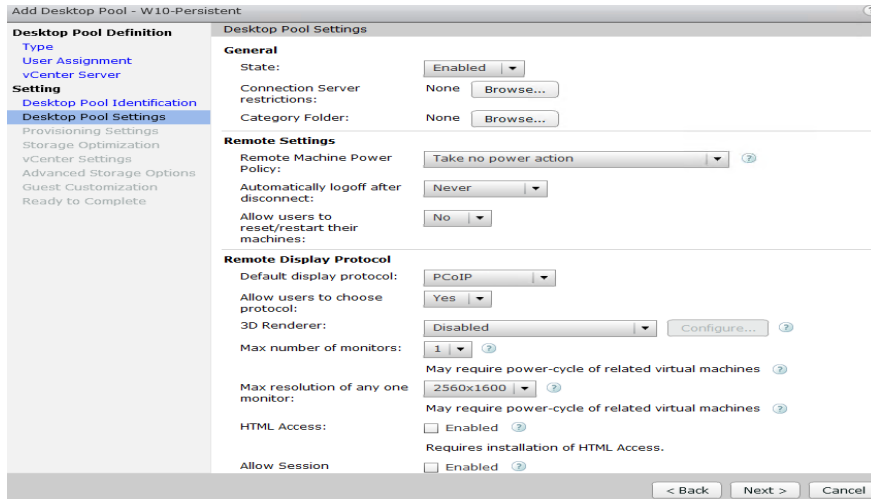 Add Desktop Pool - W10-Persistent
Desktop Pool Definition
Type
User Assignment
vCenter Server
Setting
Desktop Pool Identification
Desktop Pool Settings
Provisioning Settings
Storage Optimization
vCenter Settings
Advanced Storage Options
Guest Customization
Ready to Complete
Desktop Pool Settings
General
State: Enabled
Connection Server restrictions: None Browse...
Category Folder: None Browse...
Remote Settings
Remote Machine Power Policy: Take no power action ?
Automatically logoff after disconnect: Never
Allow users to reset/restart their machines: No
Remote Display Protocol
Default display protocol: PCoIP
Allow users to choose protocol: Yes
3D Renderer: Disabled Configure... ?
Max number of monitors: 1 ?
May require power-cycle of related virtual machines ?
Max resolution of any one monitor: 2560x1600 ?
May require power-cycle of related virtual machines ?
HTML Access: Enabled ?
Requires installation of HTML Access.
Allow Session Enabled ?
< Back Next > Cancel